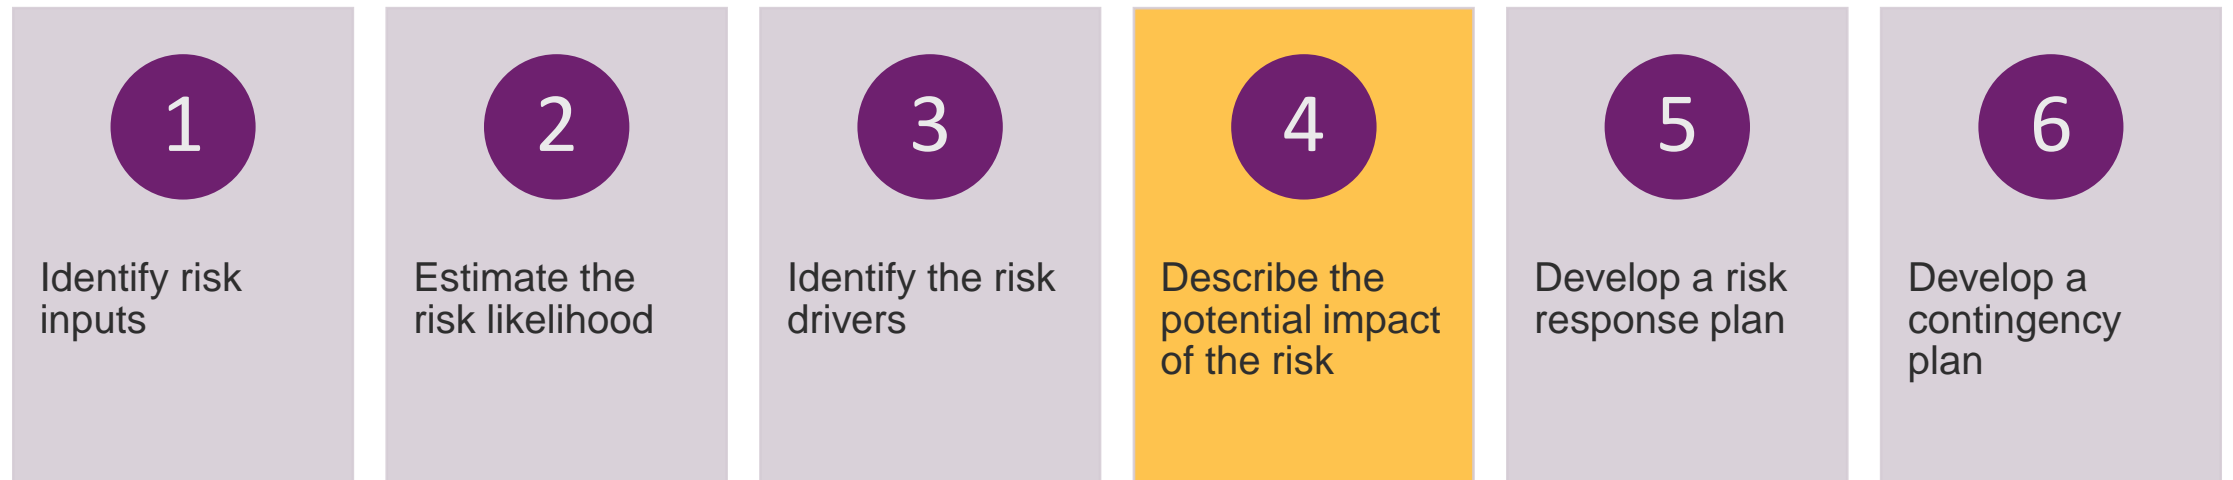 1
Identify risk
inputs
2
Estimate the
risk likelihood
3
Identify the risk
drivers
4
Describe the
potential impact
of the risk
5
Develop a risk
response plan
6
Develop a
contingency
plan